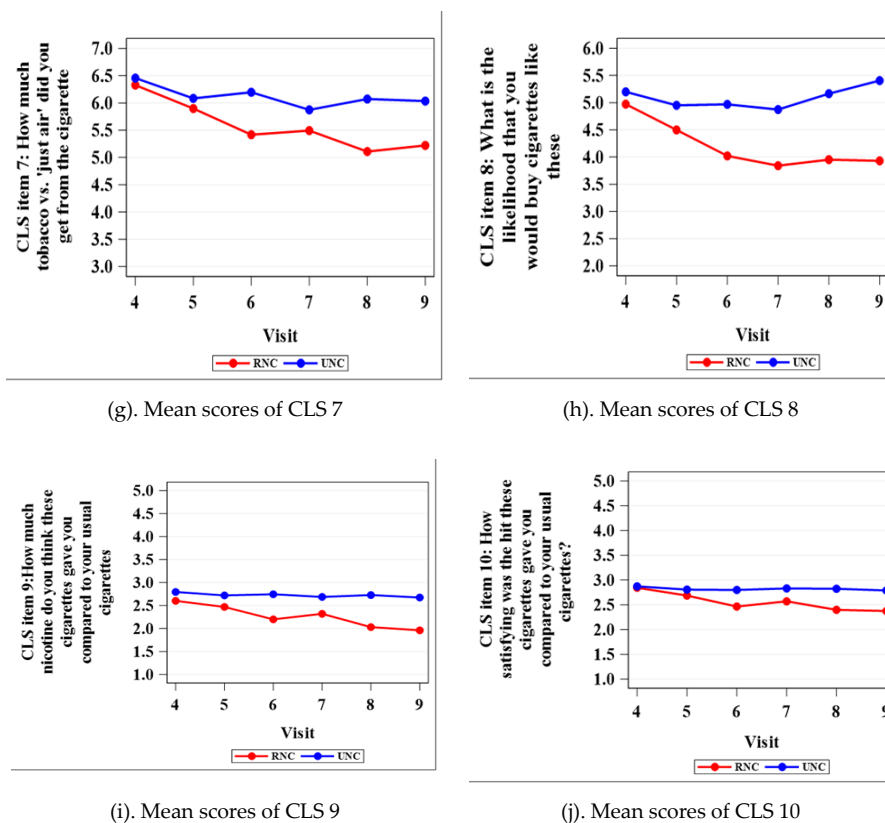 CLS item 7: How much
tobacco vs. 'just air' did you
get from the cigarette
7.0
6.5
6.0
5.5
5.0
4.5
4.0
3.5
3.0
4 5 6 7 8 9
Visit
RNC UNC
(g). Mean scores of CLS 7
CLS item 8: What is the
likelihood that you
would buy cigarettes like
these
6.0
5.5
5.0
4.5
4.0
3.5
3.0
2.5
2.0
4 5 6 7 8 9
Visit
RNC UNC
(h). Mean scores of CLS 8
CLS item 9:How much
nicotine do you think these
cigarettes gave you
compared to your usual
cigarettes
5.0
4.5
4.0
3.5
3.0
2.5
2.0
1.5
1.0
4 5 6 7 8 9
Visit
RNC UNC
(i). Mean scores of CLS 9
CLS item 10: How
satisfying was the hit these
cigarettes gave you
compared to your usual
cigarettes?
5.0
4.5
4.0
3.5
3.0
2.5
2.0
1.5
1.0
4 5 6 7 8 9
Visit
RNC UNC
(j). Mean scores of CLS 10